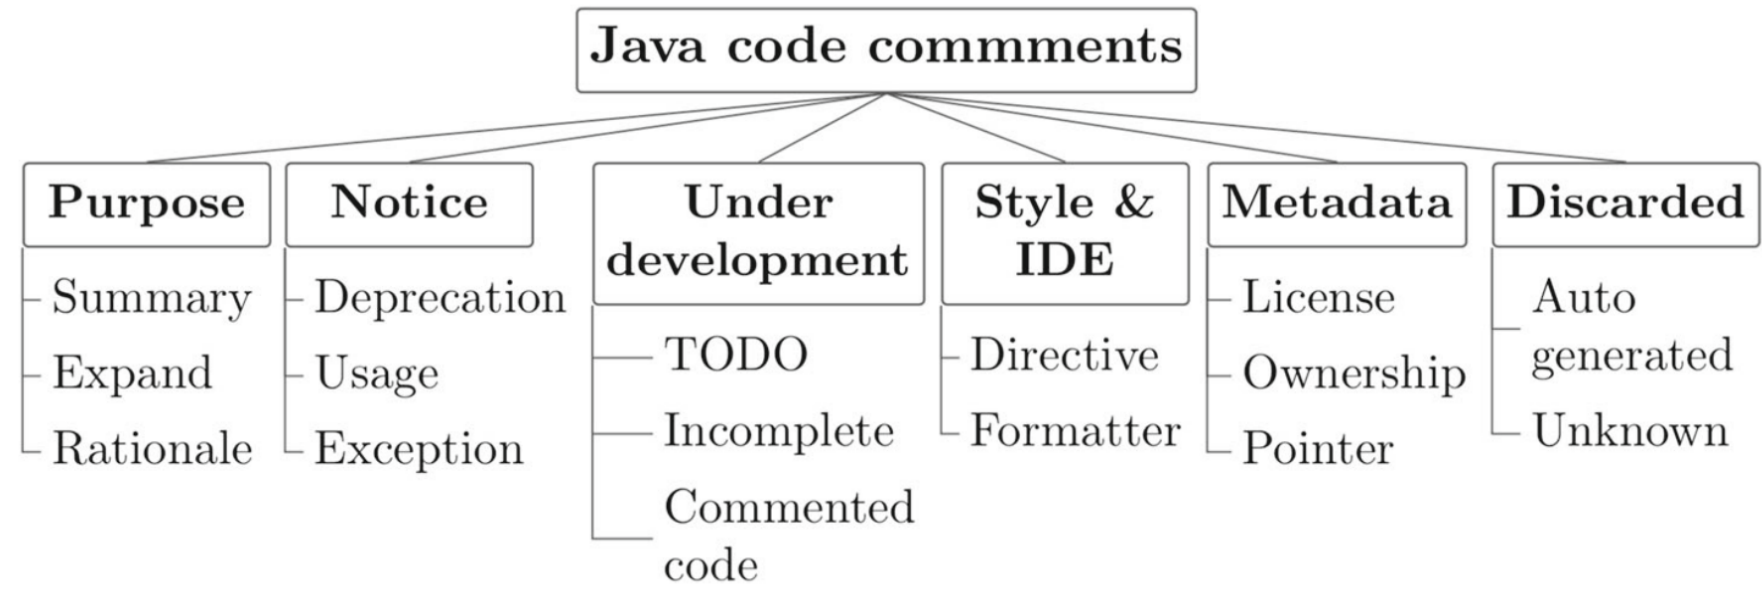 Java code commments
Purpose
Summary
Expand
Rationale
Notice
Deprecation
Usage
Exception
Under
development
TODO
Incomplete
Commented
code
Style &
IDE
Directive
Formatter
Metadata
License
Ownership
Pointer
Discarded
Auto
generated
Unknown